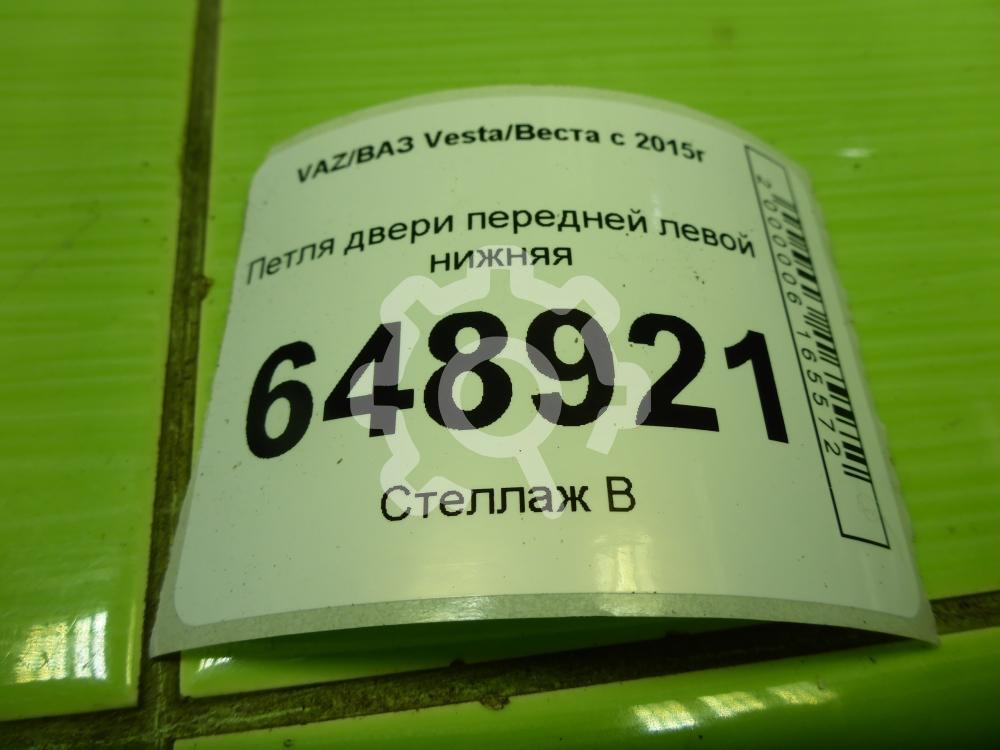 VAZ/ВАЗ Vesta/Веста с 2015г
Петля двери передней левой
нижняя
648921
Стеллаж В
2000006165572